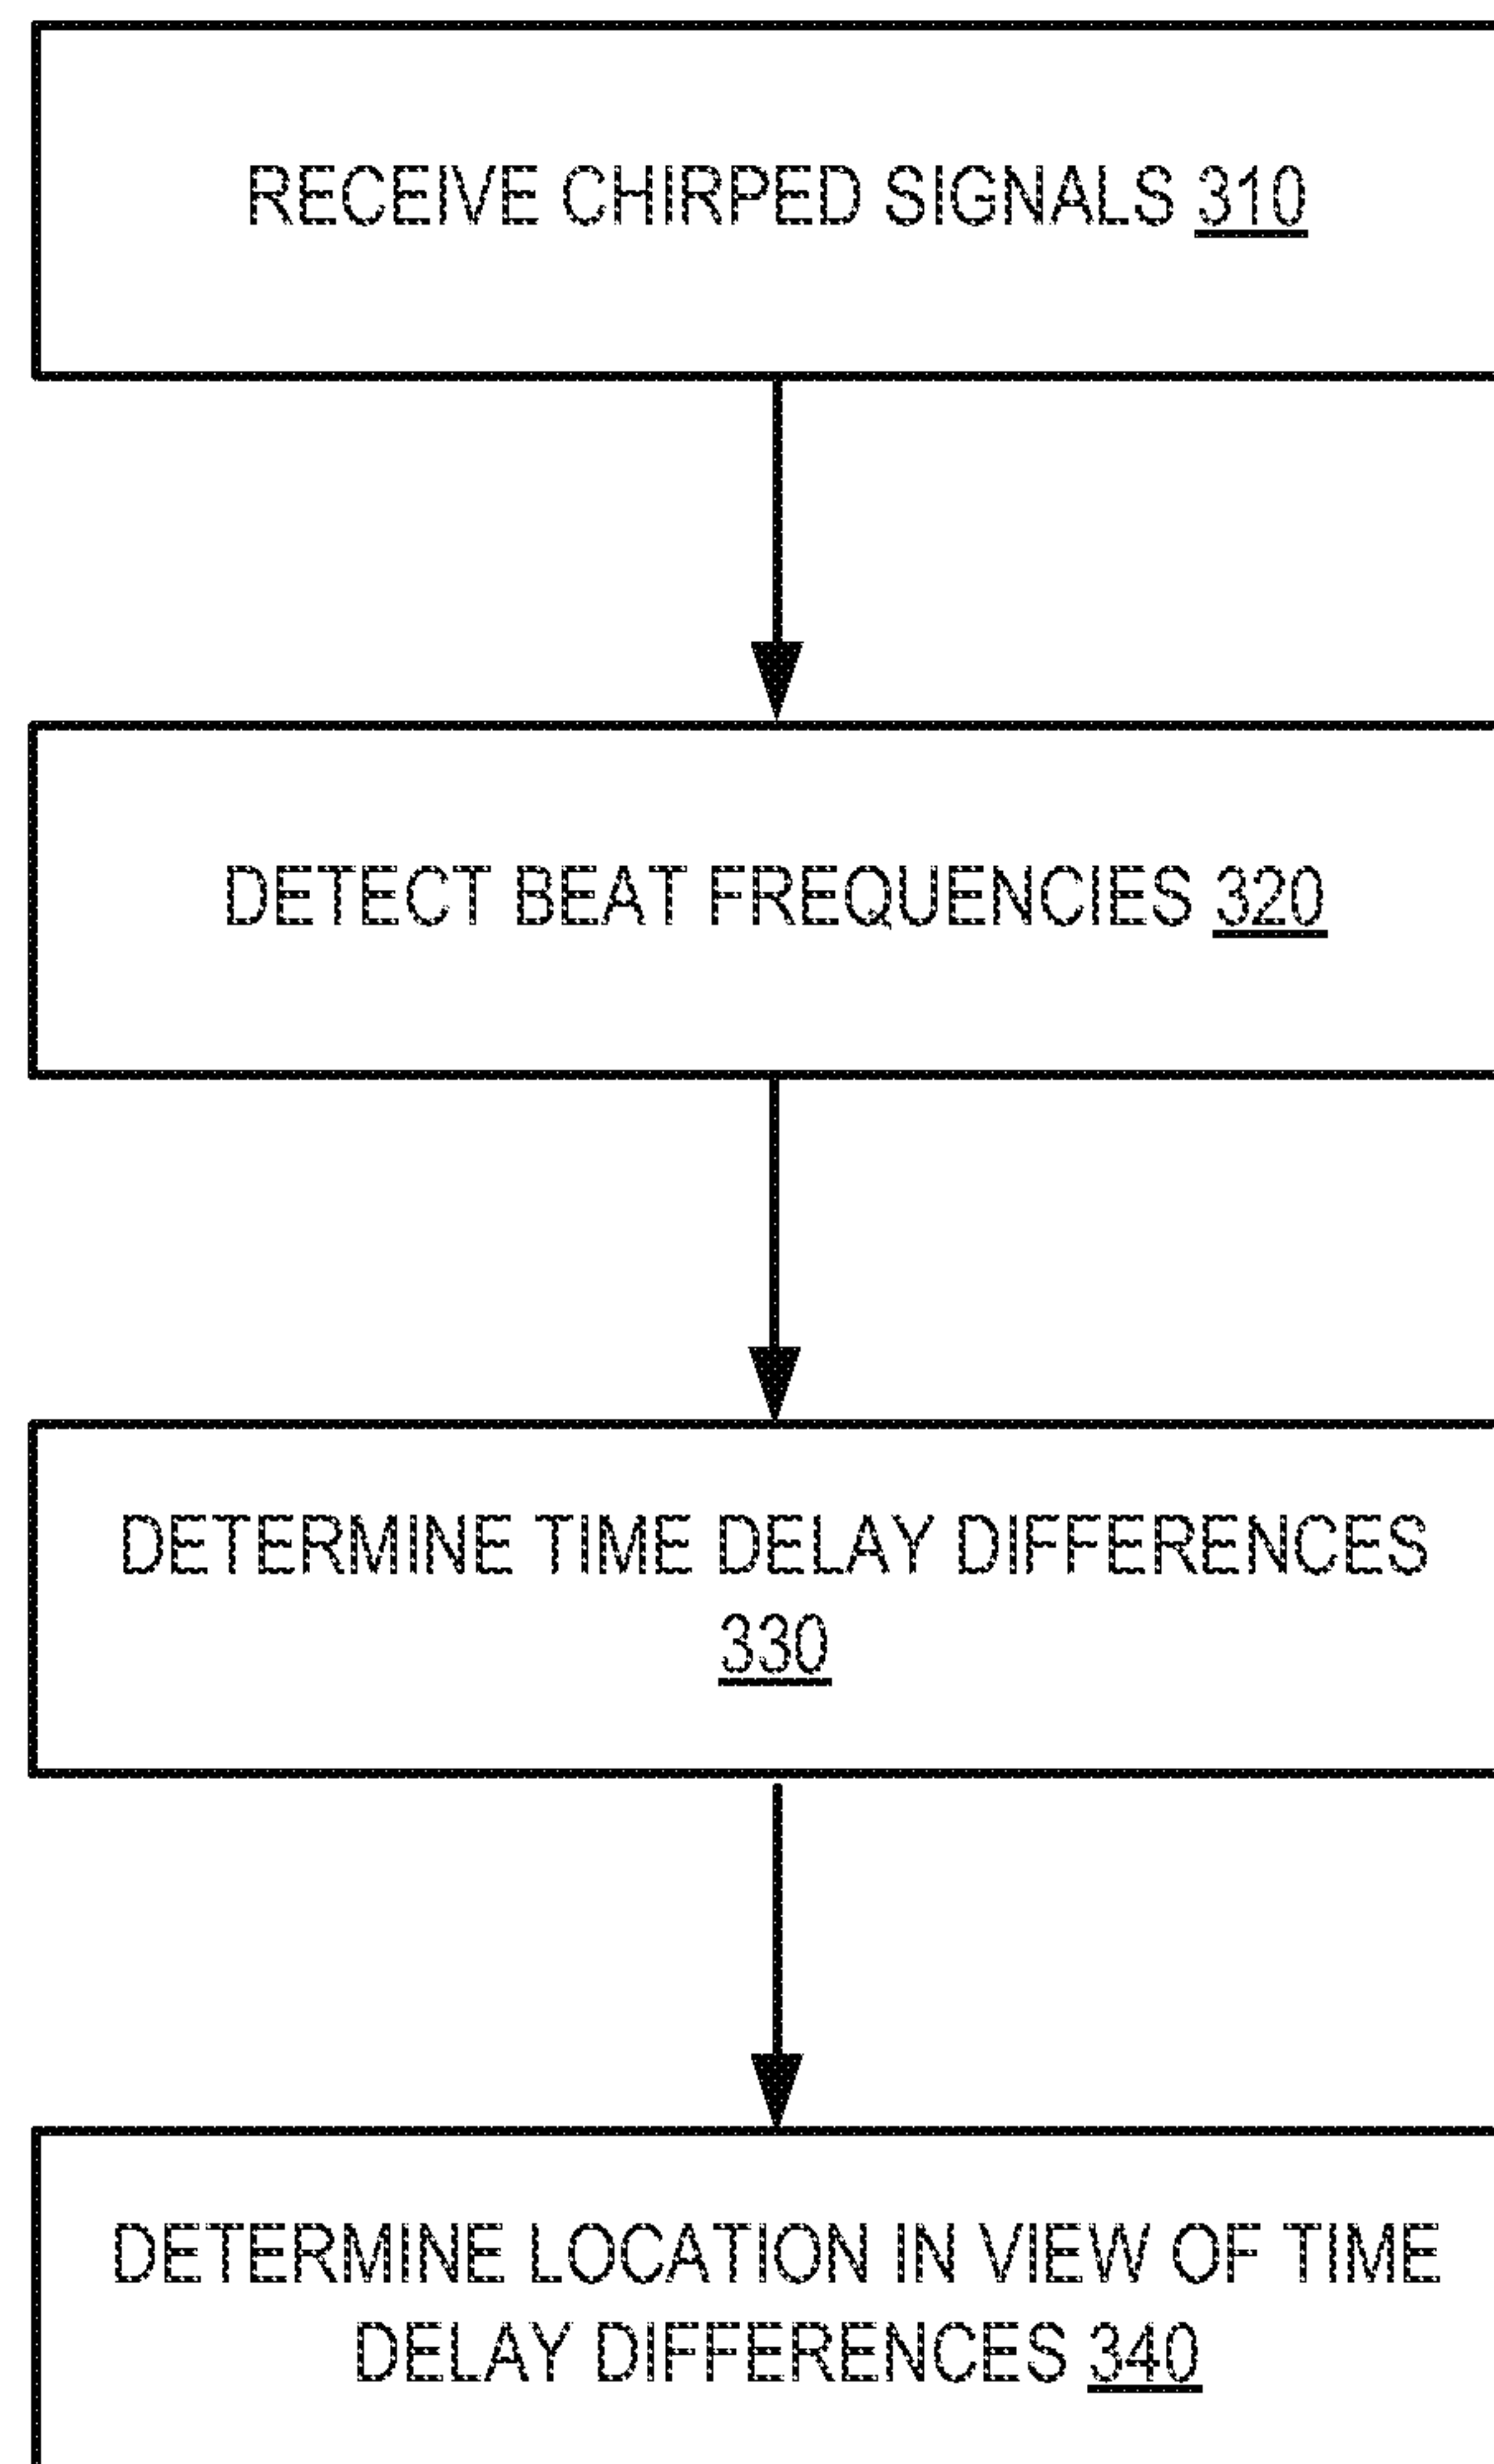 RECEIVE CHIRPED SIGNALS 310
DETECT BEAT FREQUENCIES 320
DETERMINE TIME DELAY DIFFERENCES
330
DETERMINE LOCATION IN VIEW OF TIME
DELAY DIFFERENCES 340